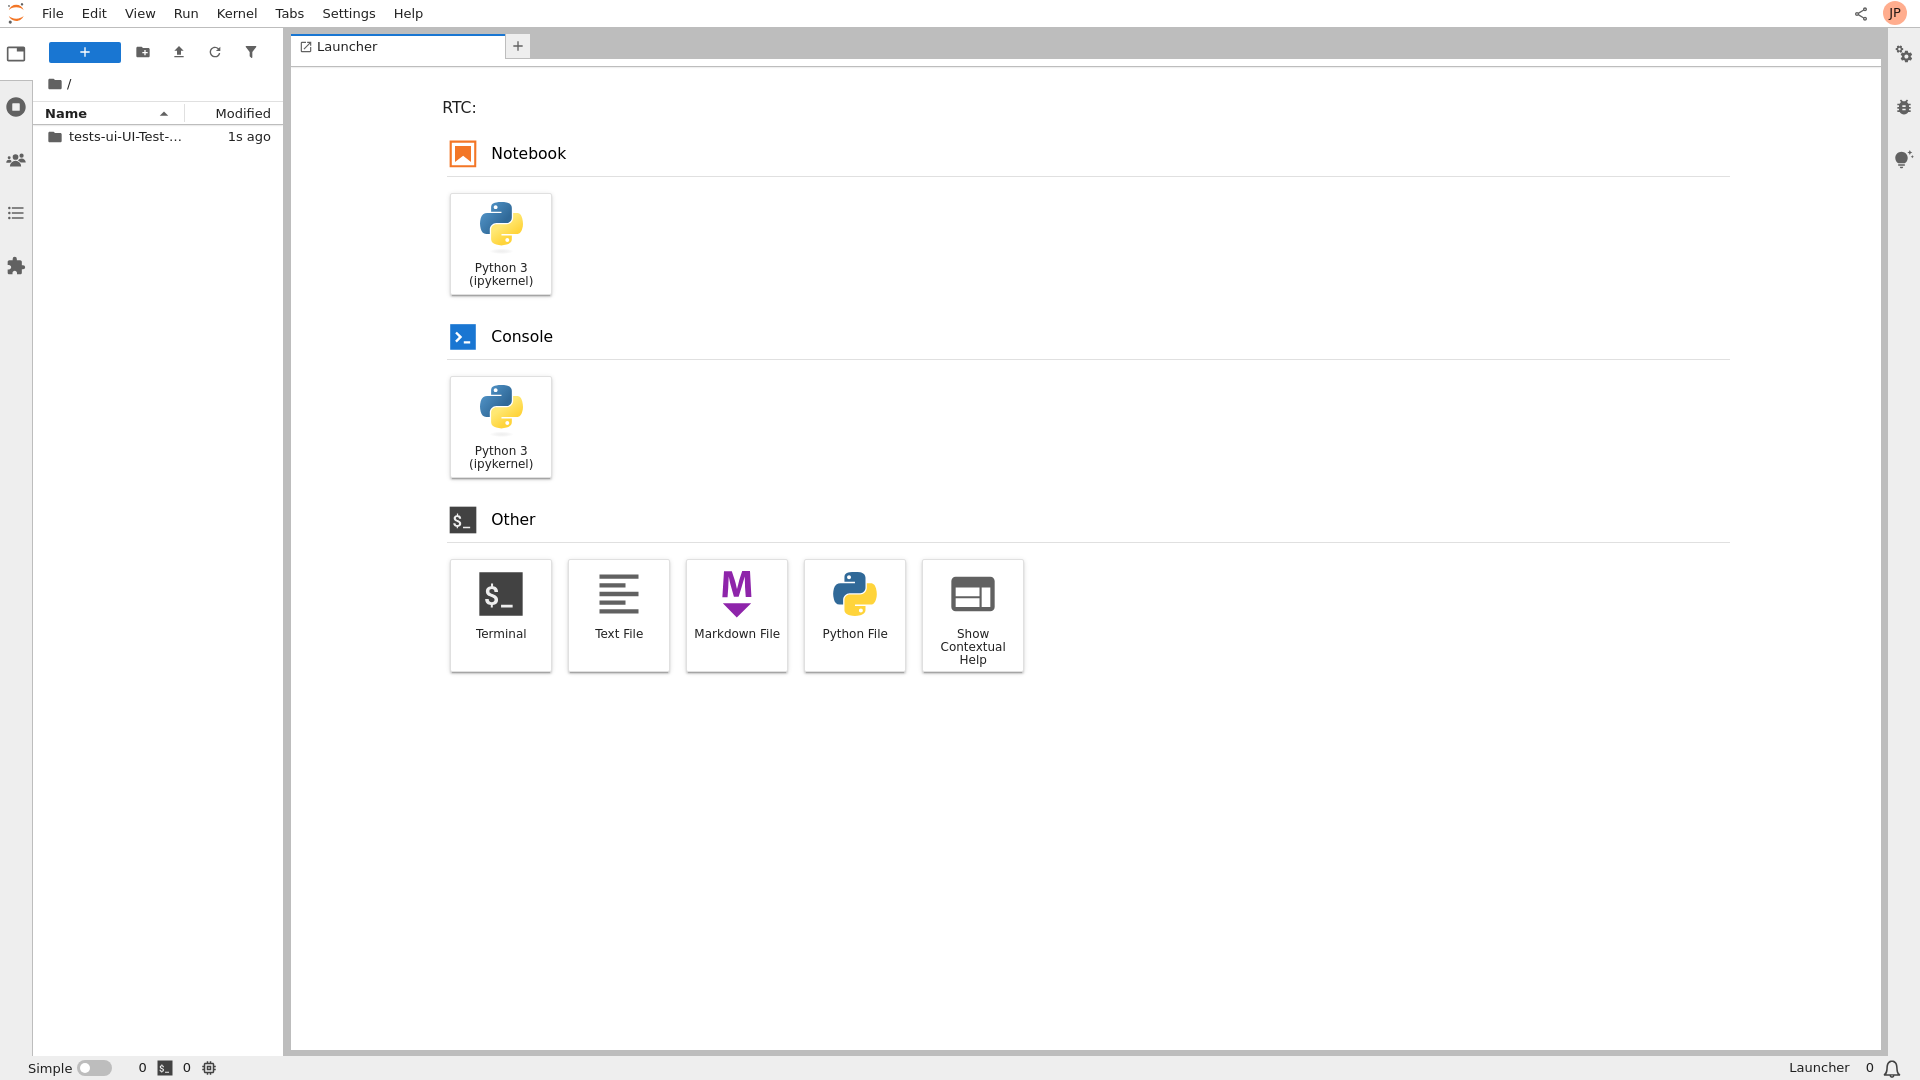 File Edit View Run Kernel Tabs Settings Help
JP
Launcher
/
Name Modified
tests-ui-UI-Test-... 1s ago
RTC:
Notebook
Python 3
(ipykernel)
Console
Python 3
(ipykernel)
$_ Other
$_
M
Terminal
Text File
Markdown File
Python File
Show
Contextual
Help
Simple 0 $_ 0
Launcher 0